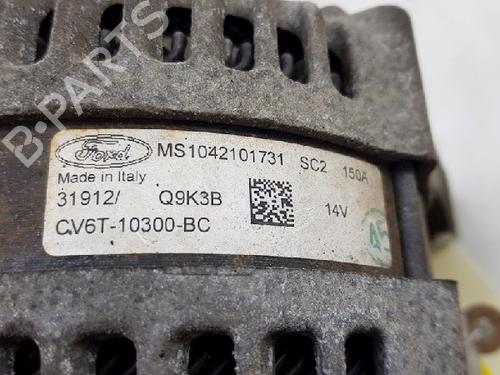 B-PARTS
Ford MS1042101731 SC2 150A
Made in Italy
31912/ Q9K3B 14V
CV6T-10300-BC